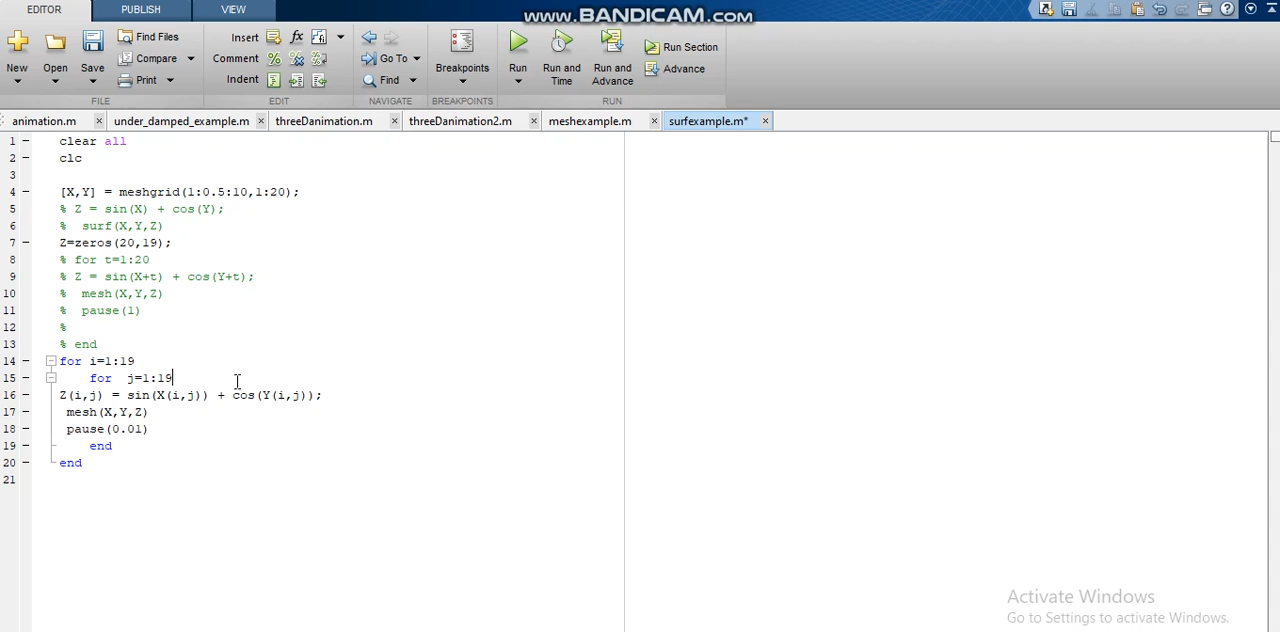 EDITOR PUBLISH VIEW
www.BANDICAM.com
New Open Save
Find Files
Compare
Print
FILE
Insert fx
Comment
Indent
EDIT
Go To
Find
NAVIGATE
Breakpoints
BREAKPOINTS
Run
Run and Time
Run and Advance
Run Section
Advance
RUN
animation.m × under_damped_example.m × threeDanimation.m × threeDanimation2.m × meshexample.m × surfexample.m* ×
1 – clear all
2 – clc
3
4 – [X,Y] = meshgrid(1:0.5:10,1:20);
5 % Z = sin(X) + cos(Y);
6 % surf(X,Y,Z)
7 – Z=zeros(20,19);
8 % for t=1:20
9 % Z = sin(X+t) + cos(Y+t);
10 % mesh(X,Y,Z)
11 % pause(1)
12 %
13 % end
14 – for i=1:19
15 – for j=1:19
16 – Z(i,j) = sin(X(i,j)) + cos(Y(i,j));
17 – mesh(X,Y,Z)
18 – pause(0.01)
19 – end
20 – end
21
Activate Windows
Go to Settings to activate Windows.